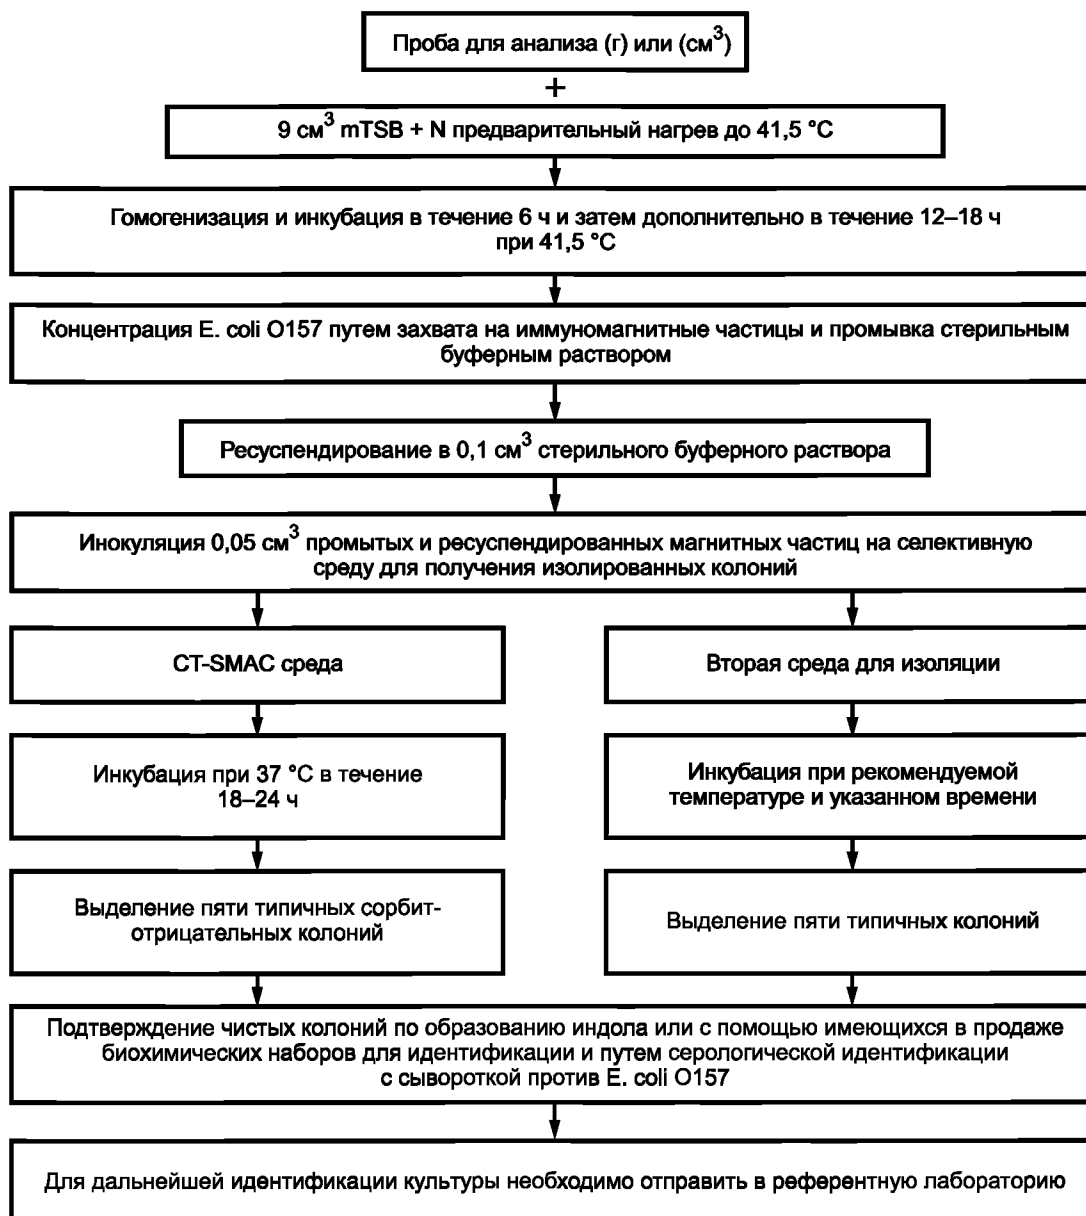 Проба для анализа (г) или (см³)
+
9 см³ mTSB + N предварительный нагрев до 41,5 °C
Гомогенизация и инкубация в течение 6 ч и затем дополнительно в течение 12–18 ч
при 41,5 °C
Концентрация E. coli O157 путем захвата на иммуномагнитные частицы и промывка стерильным
буферным раствором
Ресуспендирование в 0,1 см³ стерильного буферного раствора
Инокуляция 0,05 см³ промытых и ресуспендированных магнитных частиц на селективную
среду для получения изолированных колоний
CT-SMAC среда
Вторая среда для изоляции
Инкубация при 37 °C в течение
18–24 ч
Инкубация при рекомендуемой
температуре и указанном времени
Выделение пяти типичных сорбит-
отрицательных колоний
Выделение пяти типичных колоний
Подтверждение чистых колоний по образованию индола или с помощью имеющихся в продаже
биохимических наборов для идентификации и путем серологической идентификации
с сывороткой против E. coli O157
Для дальнейшей идентификации культуры необходимо отправить в референтную лабораторию